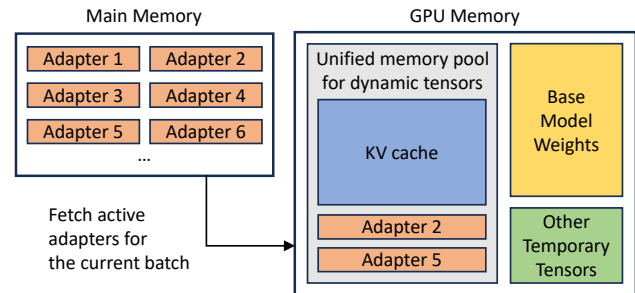 Main Memory
Adapter 1
Adapter 2
Adapter 3
Adapter 4
Adapter 5
Adapter 6
...
Fetch active
adapters for
the current batch
GPU Memory
Unified memory pool
for dynamic tensors
KV cache
Adapter 2
Adapter 5
Base
Model
Weights
Other
Temporary
Tensors